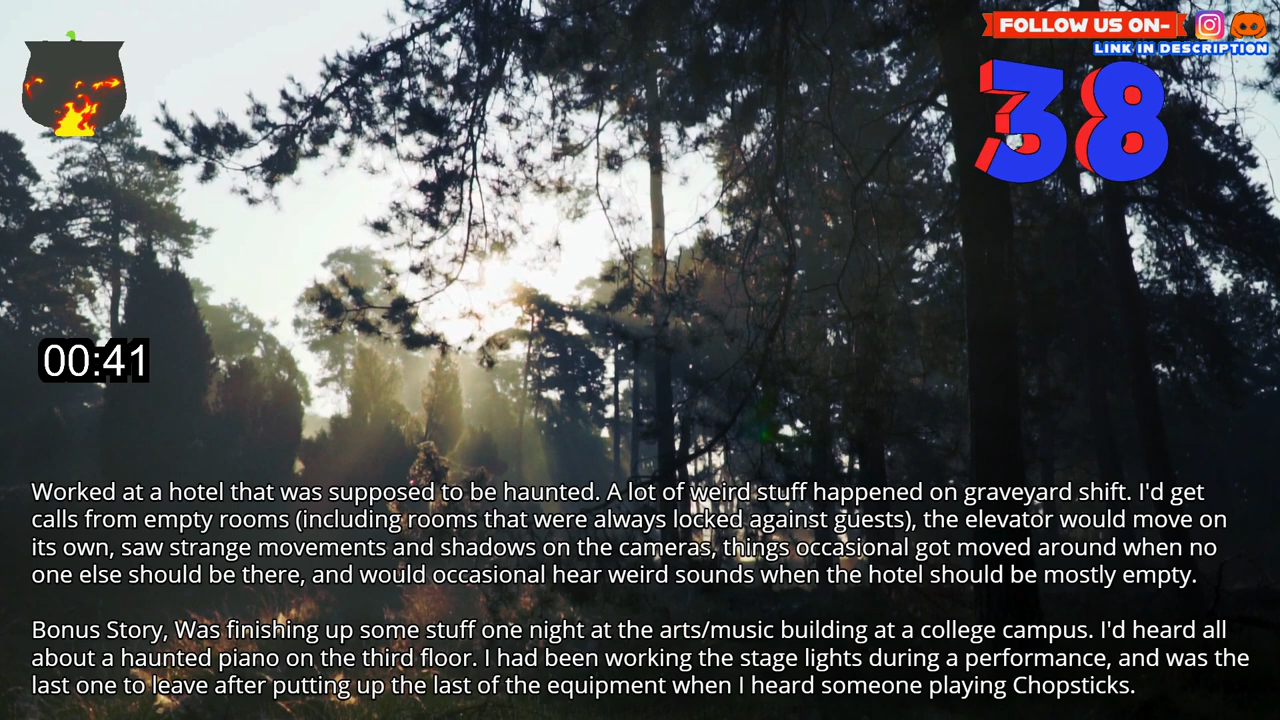 FOLLOW US ON-
LINK IN DESCRIPTION
38
00:41
Worked at a hotel that was supposed to be haunted. A lot of weird stuff happened on graveyard shift. I'd get
calls from empty rooms (including rooms that were always locked against guests), the elevator would move on
its own, saw strange movements and shadows on the cameras, things occasional got moved around when no
one else should be there, and would occasional hear weird sounds when the hotel should be mostly empty.
Bonus Story, Was finishing up some stuff one night at the arts/music building at a college campus. I'd heard all
about a haunted piano on the third floor. I had been working the stage lights during a performance, and was the
last one to leave after putting up the last of the equipment when I heard someone playing Chopsticks.